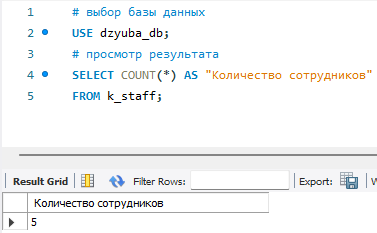 1 # выбор базы данных
2 USE dzyuba_db;
3 # просмотр результата
4 SELECT COUNT(*) AS "Количество сотрудников"
5 FROM k_staff;
Result Grid Filter Rows: Export:
Количество сотрудников
5